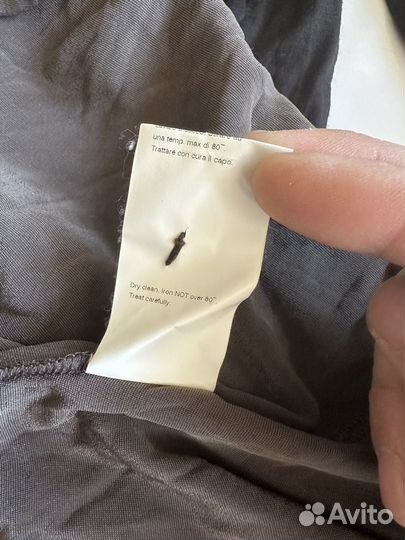 una temp. max di 80°
Trattare con cura il capo.
Dry clean. Iron NOT over 80°
Treat carefully.
Avito